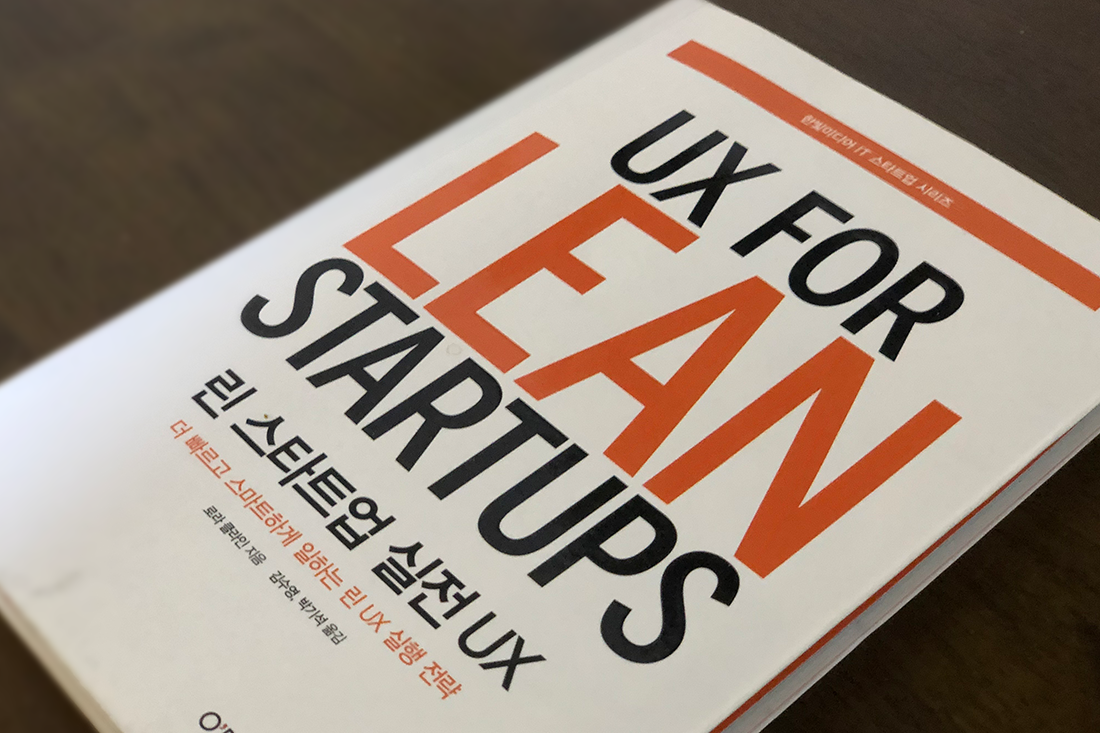 한빛미디어 IT 스타트업 시리즈
UX FOR
LEAN
STARTUPS
린 스타트업 실전 UX
더 빠르고 스마트하게 일하는 린 UX 실행 전략
로라 클라인 지음 김수영, 박기석 옮김